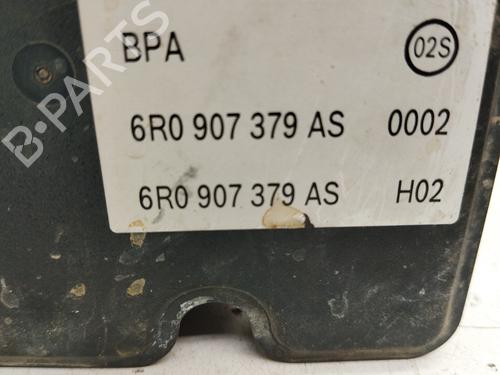 BPA 02S
6R0 907 379 AS 0002
6R0 907 379 AS H02
B-PARTS